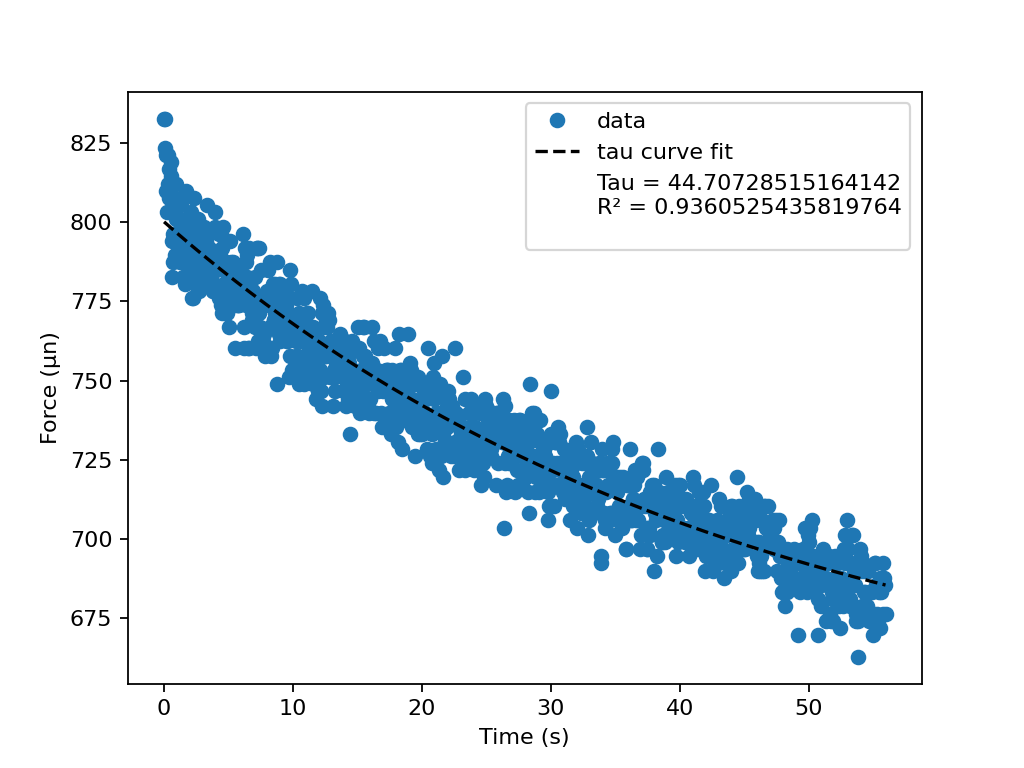 data
tau curve fit
Tau = 44.70728515164142
R² = 0.9360525435819764
825
800
775
750
725
700
675
Force (μn)
0 10 20 30 40 50
Time (s)